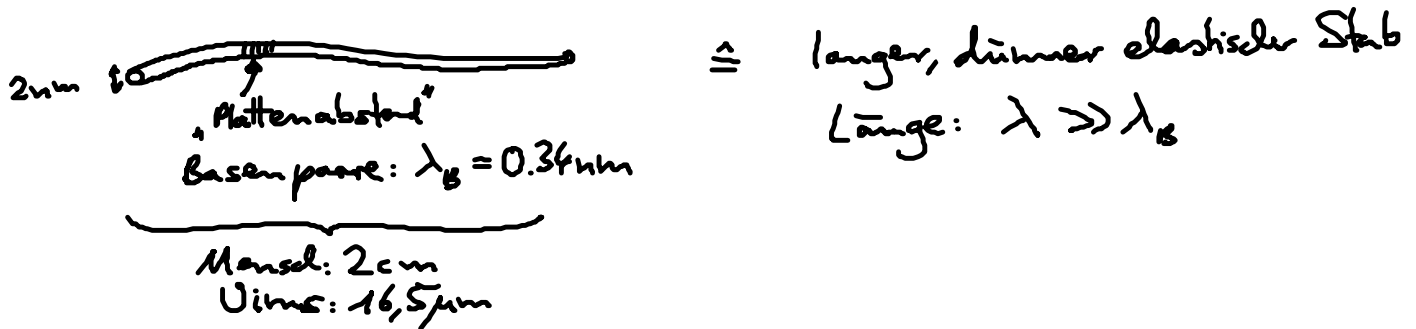 2nm
≙ langer, dünner elastischer Stab
Länge: λ >> λ_B
„Plattenabstand"
Basenpaare: λ_B = 0.34nm
Mensch: 2cm
Virus: 16,5μm